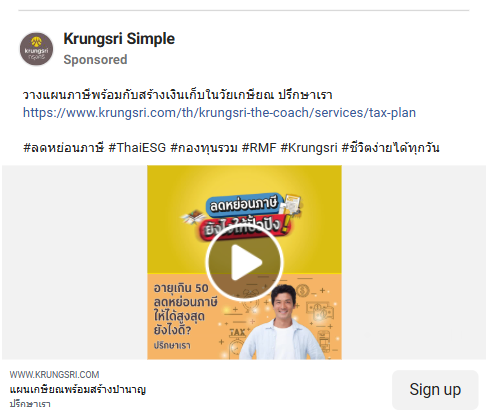 Krungsri Simple
krungsri
กรุงศรี
Sponsored
วางแผนภาษีพร้อมกับสร้างเงินเก็บในวัยเกษียณ ปรึกษาเรา
https://www.krungsri.com/th/krungsri-the-coach/services/tax-plan
#ลดหย่อนภาษี #ThaiESG #กองทุนรวม #RMF #Krungsri #ชีวิตง่ายได้ทุกวัน
ลดหย่อนภาษี
ยังไงให้ปั๊วปัง!
อายุเกิน 50
ลดหย่อนภาษี
ให้ได้สูงสุด
ยังไงดี?
ปรึกษาเรา
TAX
WWW.KRUNGSRI.COM
แผนเกษียณพร้อมสร้างบำนาญ
ปรึกษาเรา
Sign up